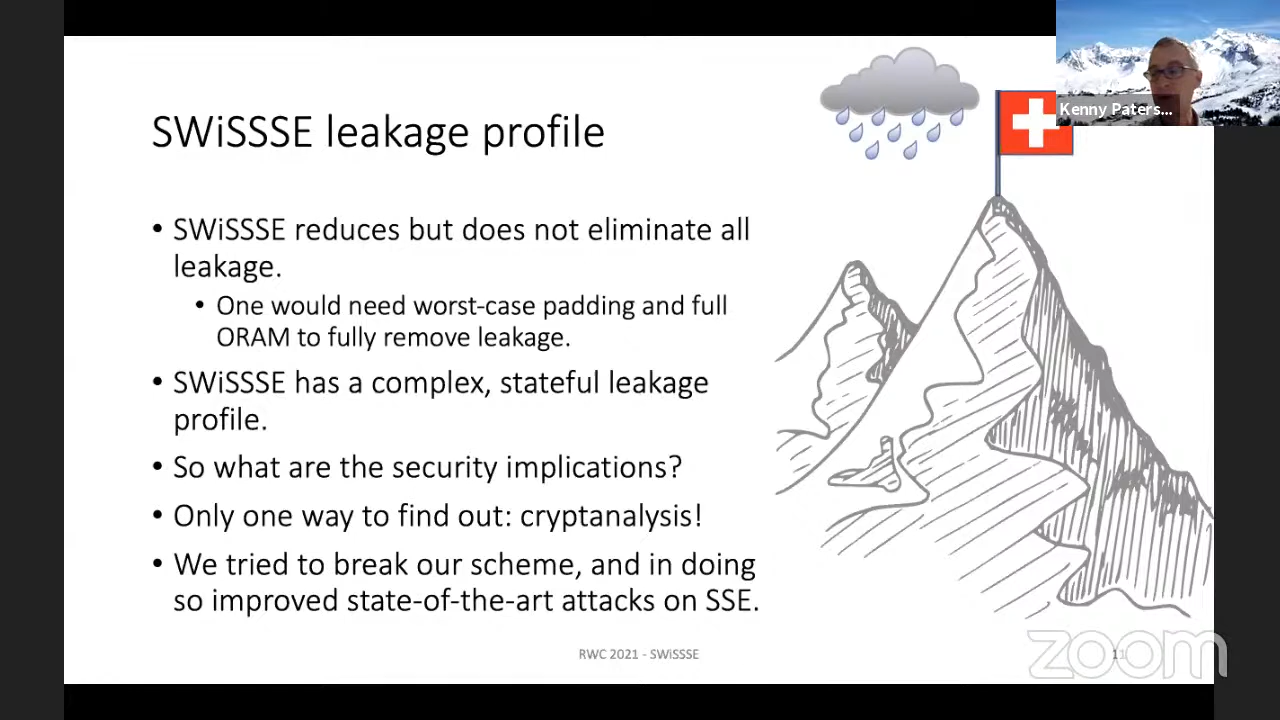 Kenny Paters...
SWiSSSE leakage profile
• SWiSSSE reduces but does not eliminate all
leakage.
• One would need worst-case padding and full
ORAM to fully remove leakage.
• SWiSSSE has a complex, stateful leakage
profile.
• So what are the security implications?
• Only one way to find out: cryptanalysis!
• We tried to break our scheme, and in doing
so improved state-of-the-art attacks on SSE.
RWC 2021 - SWiSSSE
11
zoom